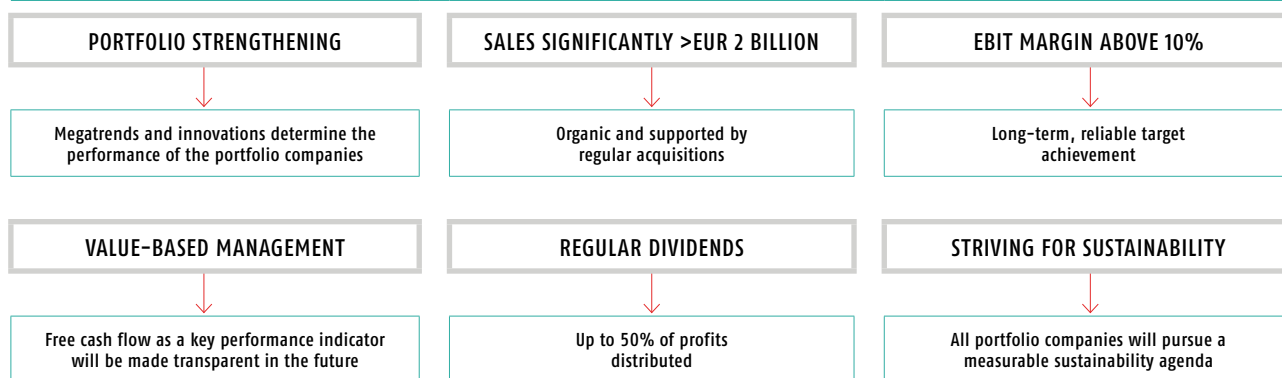 PORTFOLIO STRENGTHENING
Megatrends and innovations determine the
performance of the portfolio companies
SALES SIGNIFICANTLY >EUR 2 BILLION
Organic and supported by
regular acquisitions
EBIT MARGIN ABOVE 10%
Long-term, reliable target
achievement
VALUE-BASED MANAGEMENT
Free cash flow as a key performance indicator
will be made transparent in the future
REGULAR DIVIDENDS
Up to 50% of profits
distributed
STRIVING FOR SUSTAINABILITY
All portfolio companies will pursue a
measurable sustainability agenda